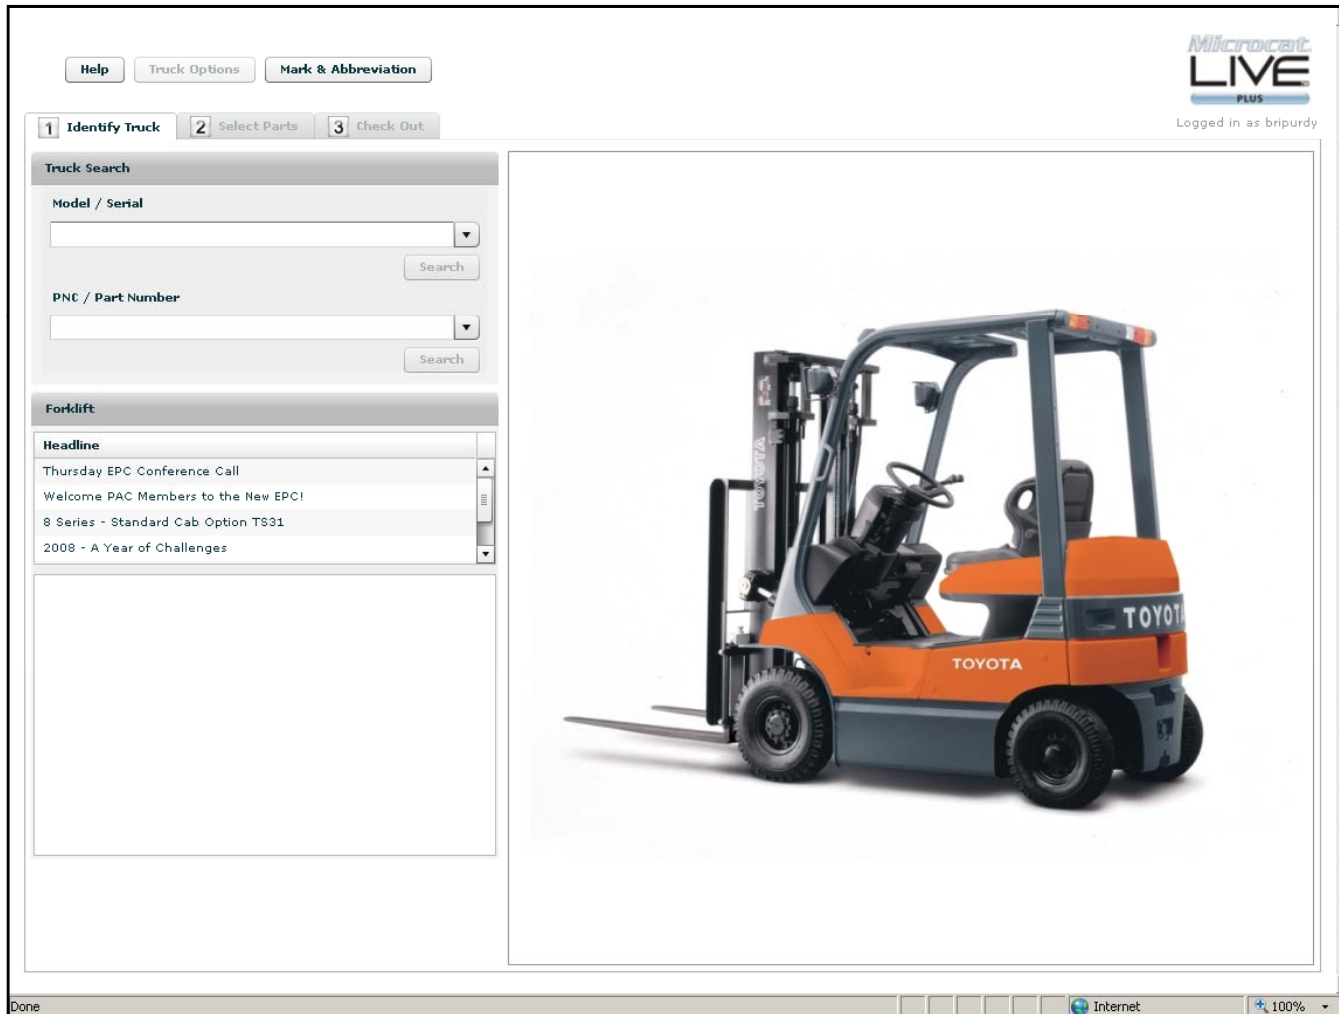 Microcat.
LIVE
PLUS
Logged in as bripurdy
Help Truck Options Mark & Abbreviation
1 Identify Truck 2 Select Parts 3 Check Out
Truck Search
Model / Serial
Search
PNC / Part Number
Search
Forklift
Headline
Thursday EPC Conference Call
Welcome PAC Members to the New EPC!
8 Series - Standard Cab Option TS31
2008 - A Year of Challenges
TOYOTA
TOYOTA
TOYOTA
Done Internet 100%